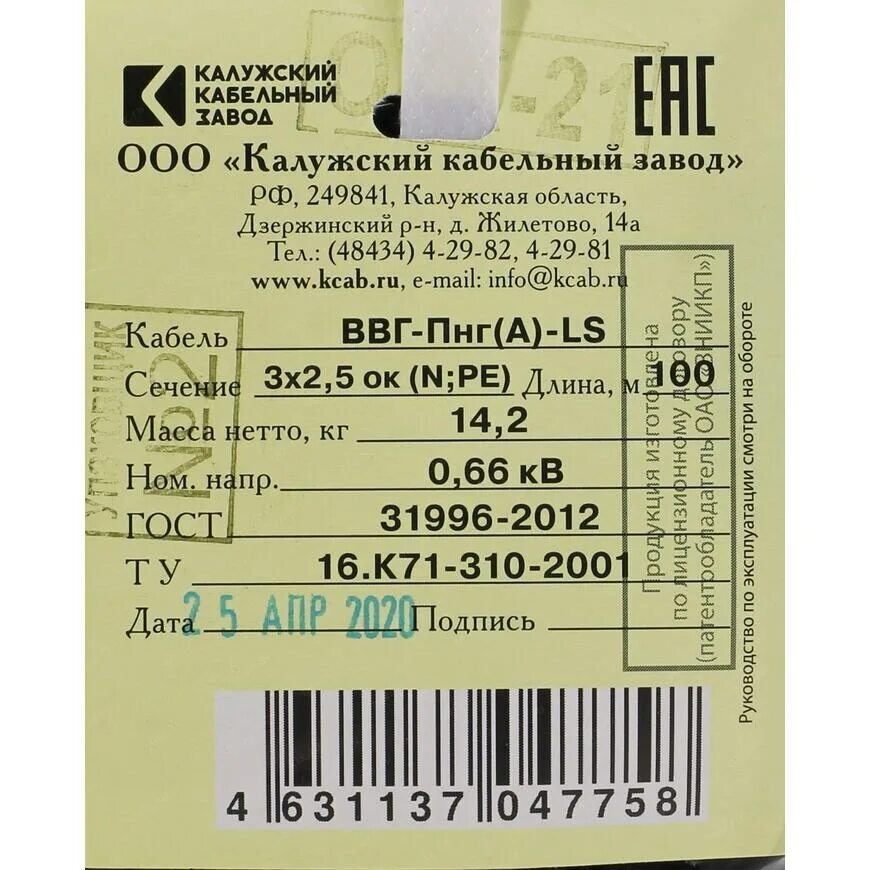 КАЛУЖСКИЙ
КАБЕЛЬНЫЙ
ЗАВОД
ЕАС
ООО «Калужский кабельный завод»
РФ, 249841, Калужская область,
Дзержинский р-н, д. Жилетово, 14а
Тел.: (48434) 4-29-82, 4-29-81
www.kcab.ru, e-mail: info@kcab.ru
Кабель ВВГ-Пнг(А)-LS
Сечение 3х2,5 ок (N;PE) Длина, м 100
Масса нетто, кг 14,2
Ном. напр. 0,66 кВ
ГОСТ 31996-2012
ТУ 16.К71-310-2001
Дата 25 АПР 2020 Подпись
Упаковщик
№2
Продукция изготовлена
по лицензионному договору
(патентообладатель ОАО «ВНИИКП»)
Руководство по эксплуатации смотри на обороте
4 631137 047758